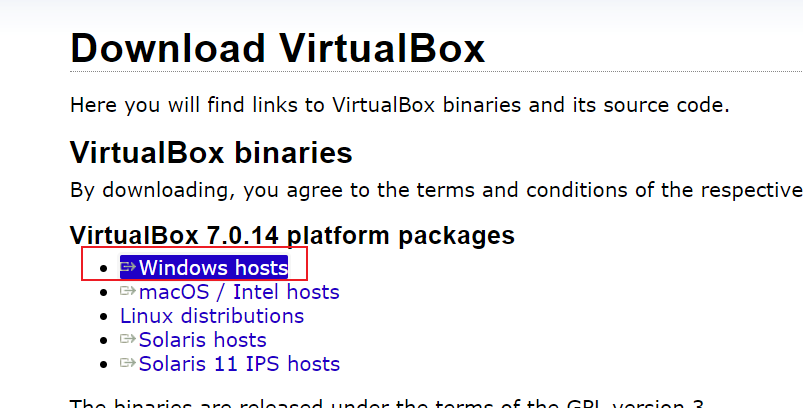 Download VirtualBox
Here you will find links to VirtualBox binaries and its source code.
VirtualBox binaries
By downloading, you agree to the terms and conditions of the respective
VirtualBox 7.0.14 platform packages
Windows hosts
macOS / Intel hosts
Linux distributions
Solaris hosts
Solaris 11 IPS hosts
The binaries are released under the terms of the GPL version 3